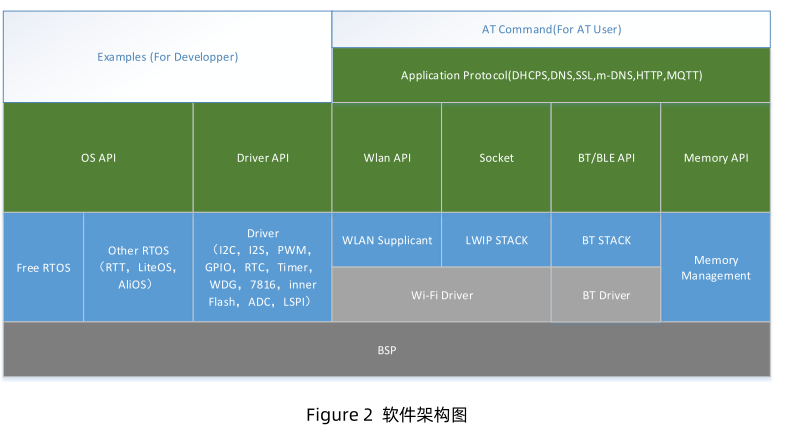 AT Command(For AT User)
Examples (For Developper)
Application Protocol(DHCPS,DNS,SSL,m-DNS,HTTP,MQTT)
OS API
Driver API
Wlan API
Socket
BT/BLE API
Memory API
Free RTOS
Other RTOS
（RTT，LiteOS，
AliOS）
Driver
（I2C，I2S，PWM，
GPIO，RTC，Timer，
WDG，7816，inner
Flash，ADC，LSPI）
WLAN Supplicant
LWIP STACK
BT STACK
Memory
Management
Wi-Fi Driver
BT Driver
BSP
Figure 2 软件架构图